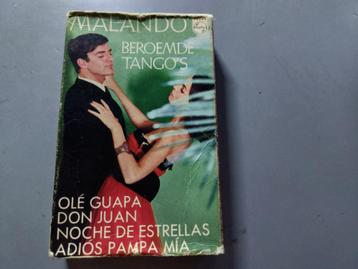 MALANDO
BEROEMDE
TANGO'S
OLÉ GUAPA
DON JUAN
NOCHE DE ESTRELLAS
ADIÓS PAMPA MÍA